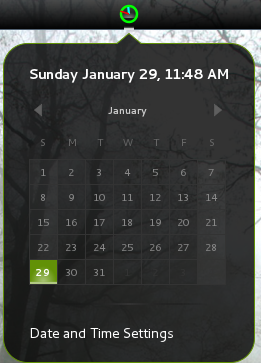 Sunday January 29, 11:48 AM
January
S M T W T F S
1 2 3 4 5 6 7
8 9 10 11 12 13 14
15 16 17 18 19 20 21
22 23 24 25 26 27 28
29 30 31
Date and Time Settings